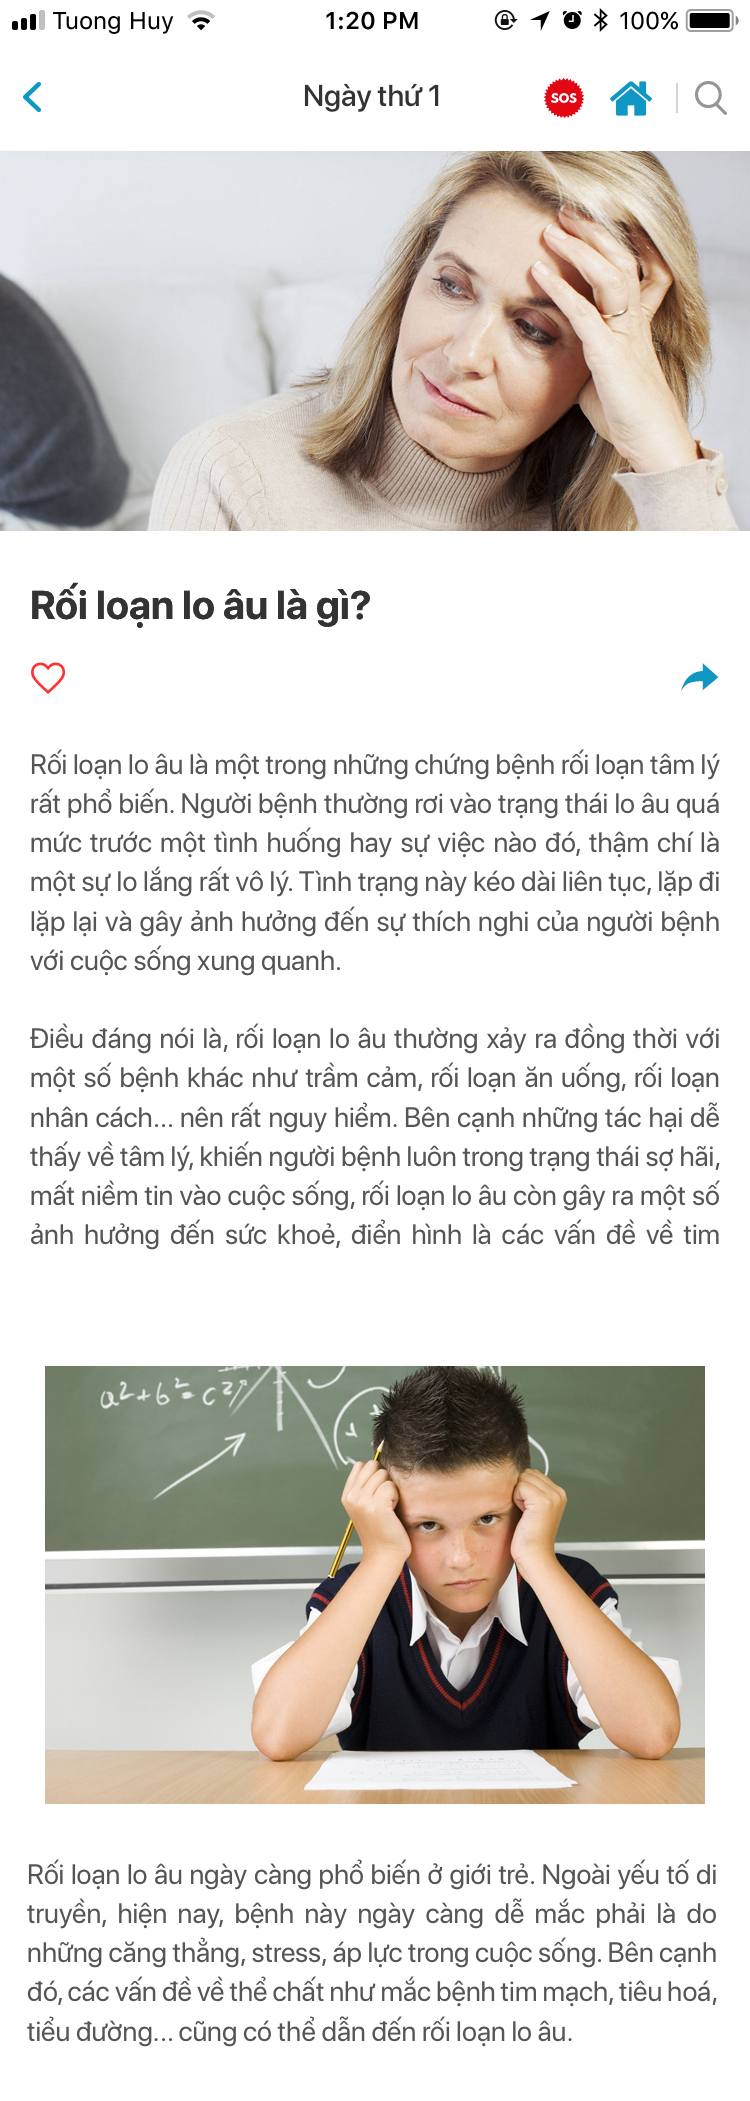 Tuong Huy 1:20 PM 100%
Ngày thứ 1 SOS
Rối loạn lo âu là gì?
Rối loạn lo âu là một trong những chứng bệnh rối loạn tâm lý
rất phổ biến. Người bệnh thường rơi vào trạng thái lo âu quá
mức trước một tình huống hay sự việc nào đó, thậm chí là
một sự lo lắng rất vô lý. Tình trạng này kéo dài liên tục, lặp đi
lặp lại và gây ảnh hưởng đến sự thích nghi của người bệnh
với cuộc sống xung quanh.
Điều đáng nói là, rối loạn lo âu thường xảy ra đồng thời với
một số bệnh khác như trầm cảm, rối loạn ăn uống, rối loạn
nhân cách... nên rất nguy hiểm. Bên cạnh những tác hại dễ
thấy về tâm lý, khiến người bệnh luôn trong trạng thái sợ hãi,
mất niềm tin vào cuộc sống, rối loạn lo âu còn gây ra một số
ảnh hưởng đến sức khoẻ, điển hình là các vấn đề về tim
a²+b²=c²
Rối loạn lo âu ngày càng phổ biến ở giới trẻ. Ngoài yếu tố di
truyền, hiện nay, bệnh này ngày càng dễ mắc phải là do
những căng thẳng, stress, áp lực trong cuộc sống. Bên cạnh
đó, các vấn đề về thể chất như mắc bệnh tim mạch, tiêu hoá,
tiểu đường... cũng có thể dẫn đến rối loạn lo âu.